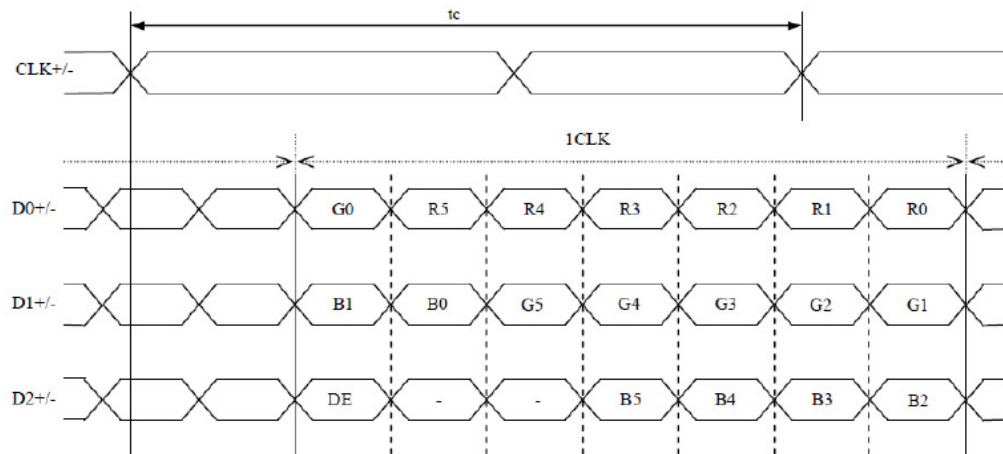 tc
CLK+/-
1CLK
D0+/- G0 R5 R4 R3 R2 R1 R0
D1+/- B1 B0 G5 G4 G3 G2 G1
D2+/- DE - - B5 B4 B3 B2